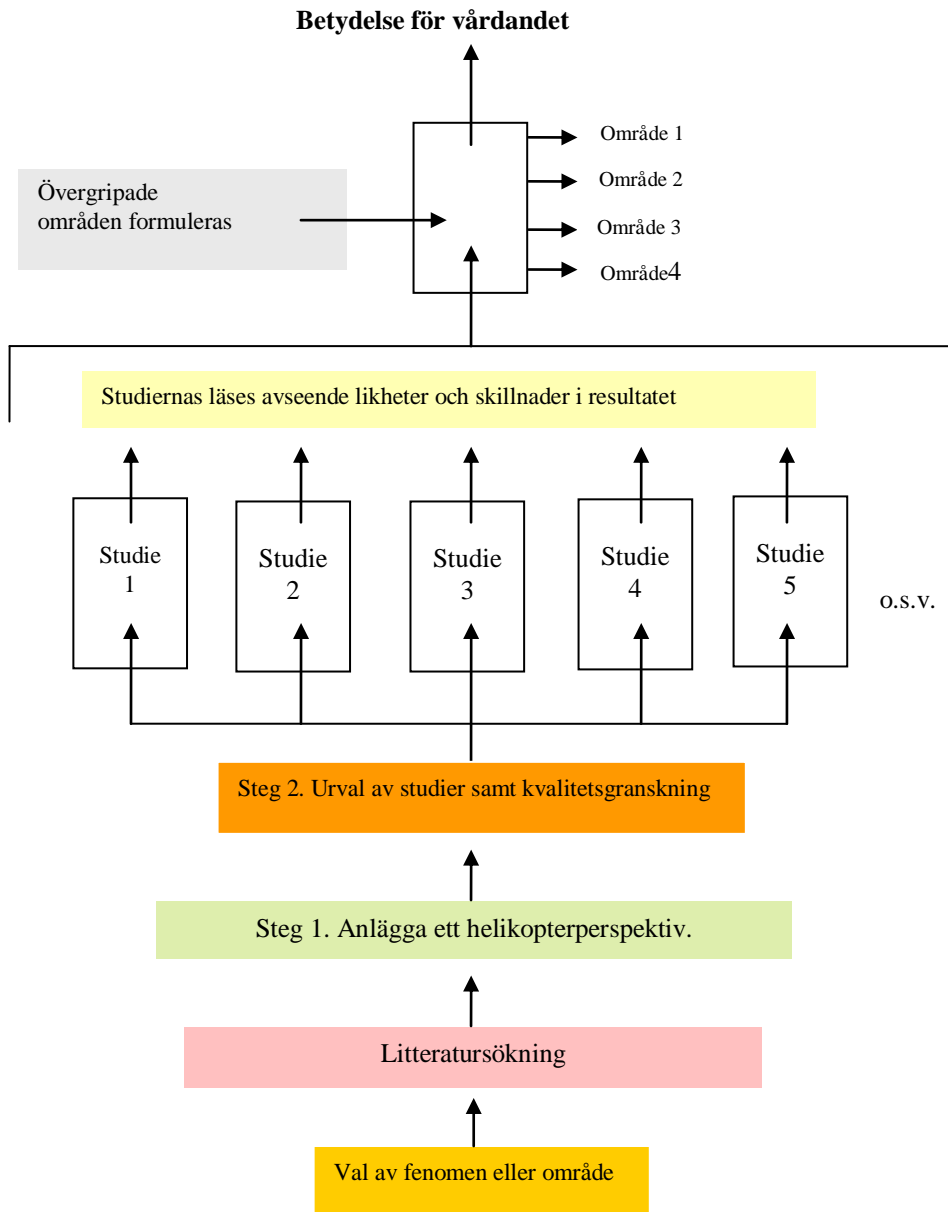 Betydelse för vårdandet
Område 1
Område 2
Område 3
Område4
Övergripade
områden formuleras
Studiernas läses avseende likheter och skillnader i resultatet
Studie
1
Studie
2
Studie
3
Studie
4
Studie
5
o.s.v.
Steg 2. Urval av studier samt kvalitetsgranskning
Steg 1. Anlägga ett helikopterperspektiv.
Litteratursökning
Val av fenomen eller område